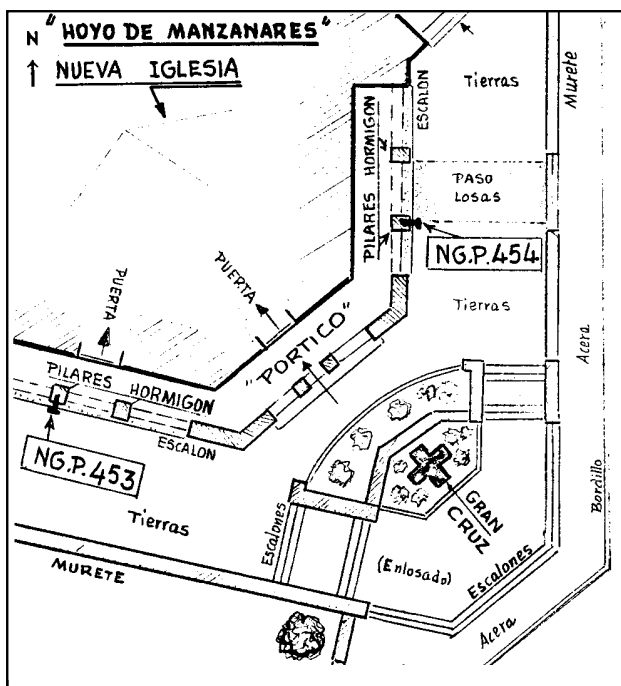 N "HOYO DE MANZANARES"
NUEVA IGLESIA
Tierras
Murete
ESCALON
PILARES HORMIGON
PASO
LOSAS
NG.P.454
PUERTA
PUERTA
Tierras
"PORTICO"
Acera
PILARES HORMIGON
ESCALON
NG.P.453
GRAN
CRUZ
Bordillo
Tierras
Escalones
(Enlosado)
Escalones
MURETE
Acera